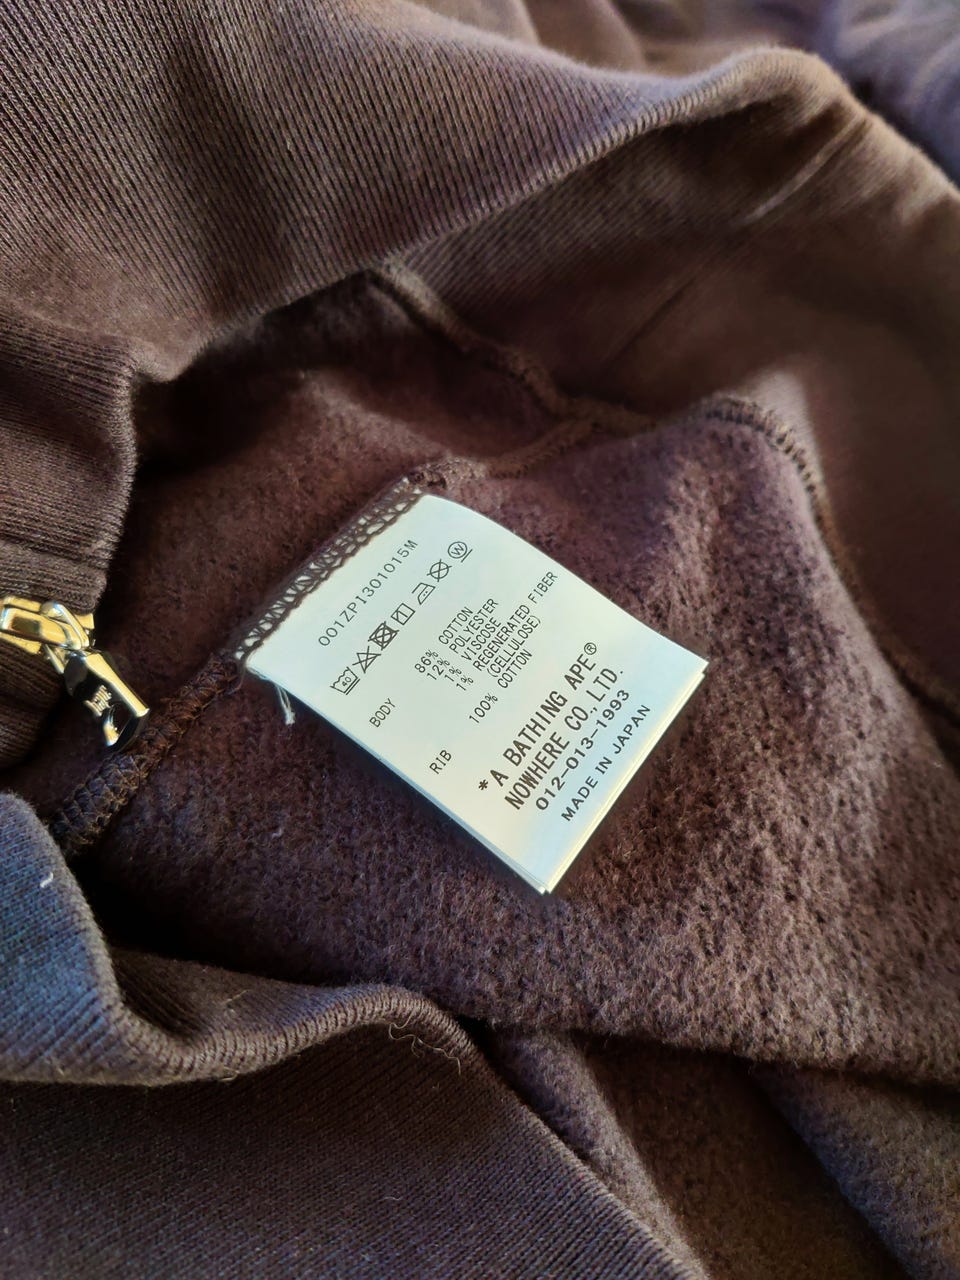 001ZP1301015M
40 W
BODY 86% COTTON
12% POLYESTER
1% VISCOSE
1% REGENERATED FIBER
(CELLULOSE)
RIB 100% COTTON
*A BATHING APE®
NOWHERE CO.,LTD.
012-013-1993
MADE IN JAPAN